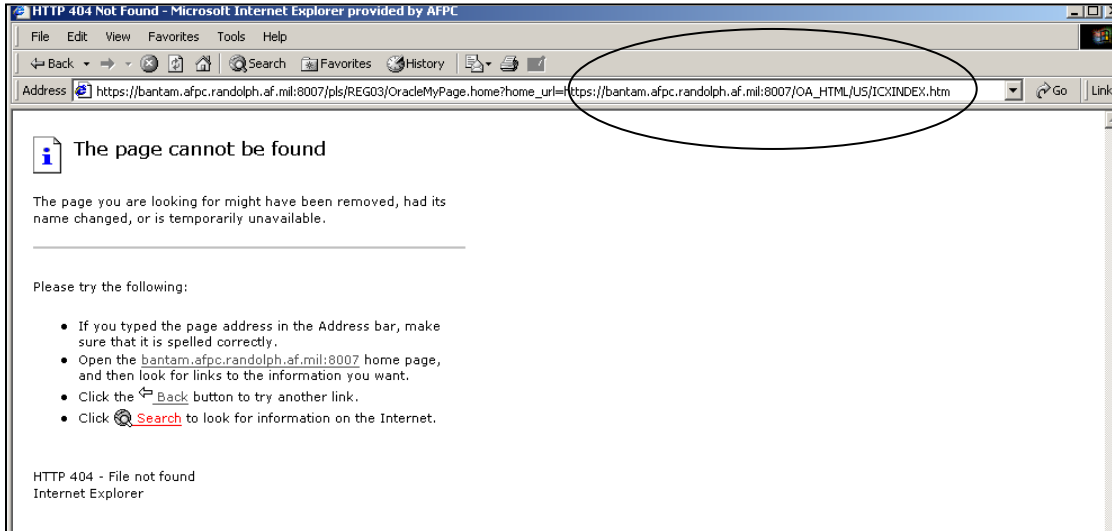 HTTP 404 Not Found - Microsoft Internet Explorer provided by AFPC
File Edit View Favorites Tools Help
Back Search Favorites History
Address https://bantam.afpc.randolph.af.mil:8007/pls/REG03/OracleMyPage.home?home_url=https://bantam.afpc.randolph.af.mil:8007/OA_HTML/US/ICXINDEX.htm Go Link
The page cannot be found
The page you are looking for might have been removed, had its
name changed, or is temporarily unavailable.
Please try the following:
• If you typed the page address in the Address bar, make
sure that it is spelled correctly.
• Open the bantam.afpc.randolph.af.mil:8007 home page,
and then look for links to the information you want.
• Click the Back button to try another link.
• Click Search to look for information on the Internet.
HTTP 404 - File not found
Internet Explorer